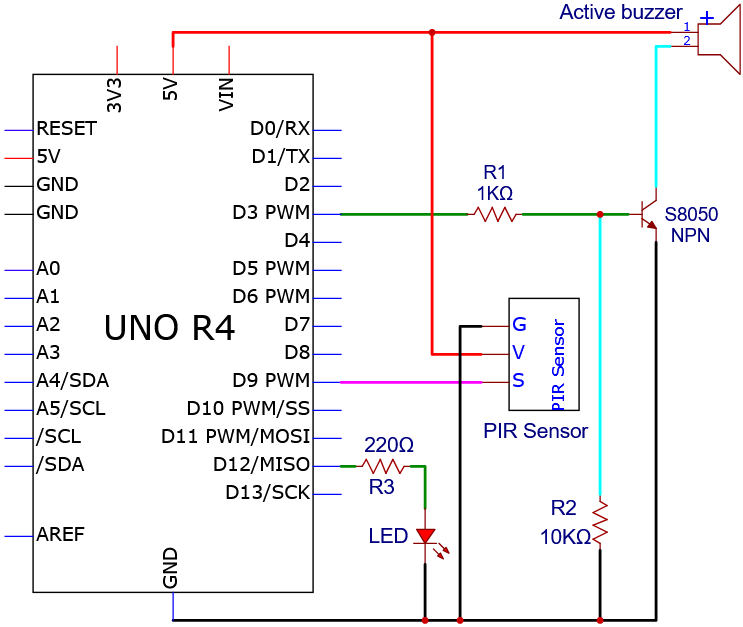 Active buzzer
+
1
2
3V3
5V
VIN
RESET
5V
GND
GND
A0
A1
A2
A3
A4/SDA
A5/SCL
/SCL
/SDA
AREF
UNO R4
D0/RX
D1/TX
D2
D3 PWM
D4
D5 PWM
D6 PWM
D7
D8
D9 PWM
D10 PWM/SS
D11 PWM/MOSI
D12/MISO
D13/SCK
GND
R1
1KΩ
S8050
NPN
G
V
S
PIR Sensor
PIR Sensor
220Ω
R3
LED
R2
10KΩ